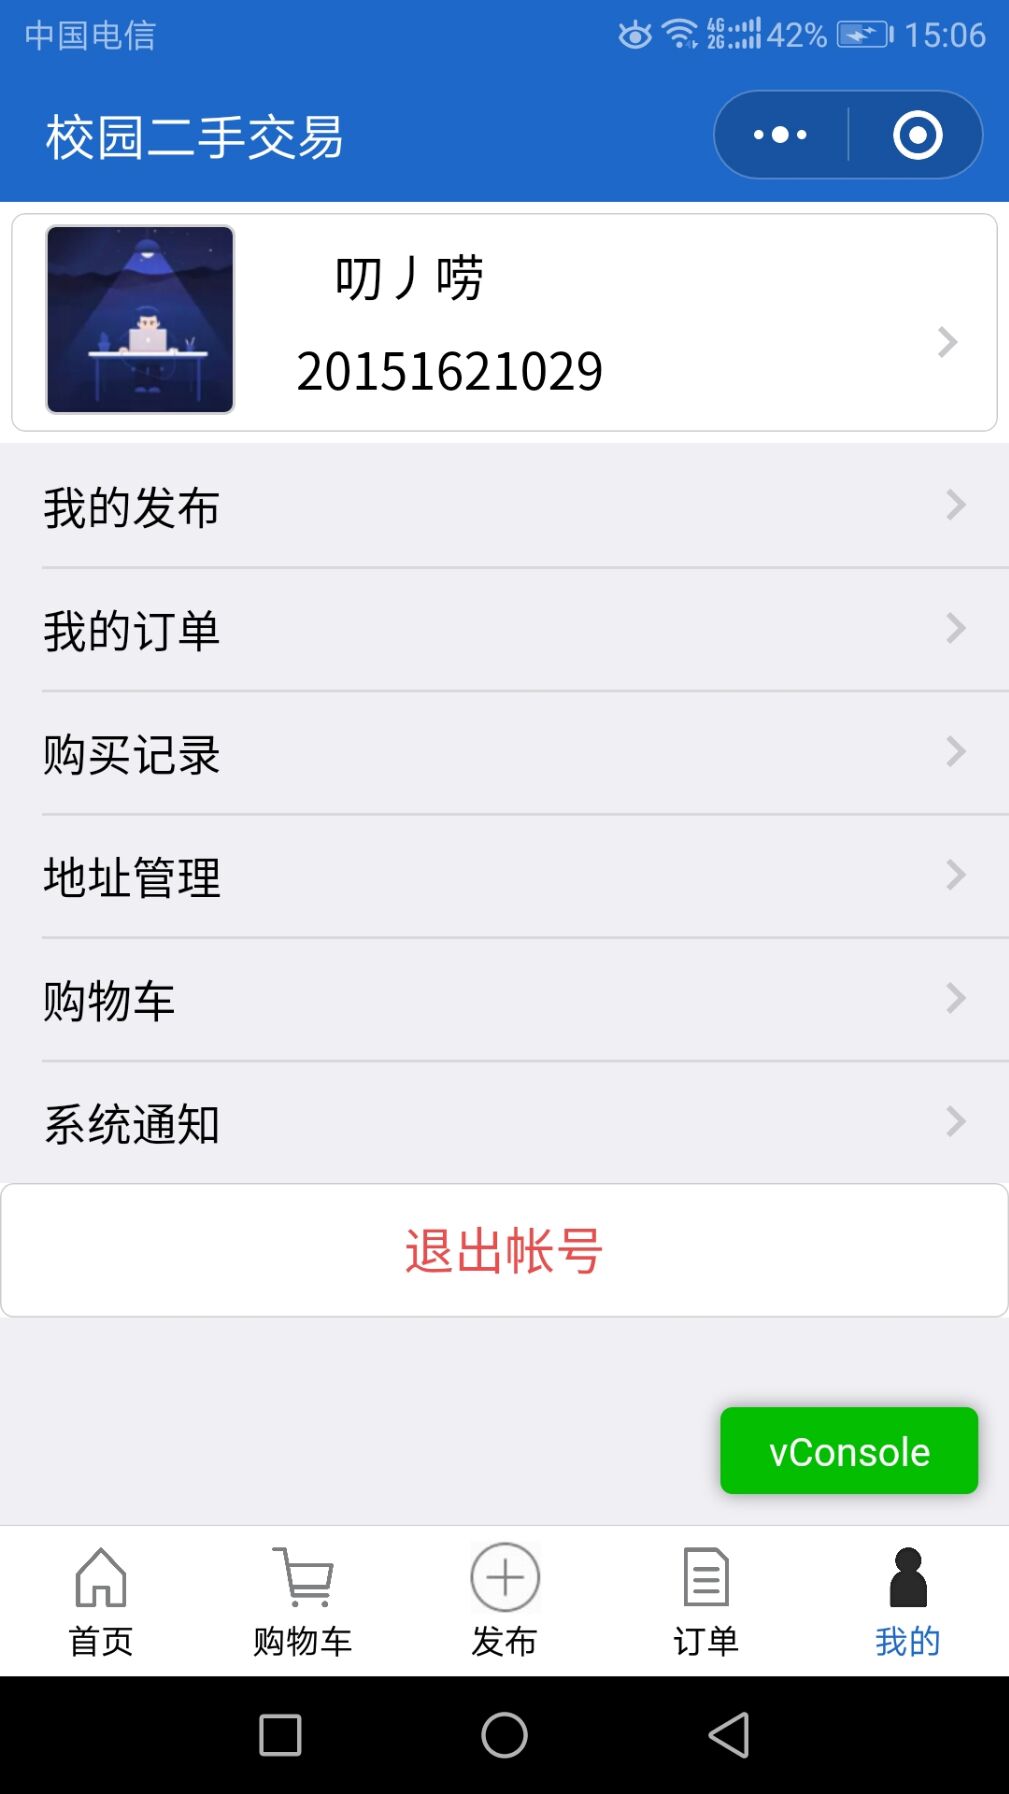 中国电信
4G
2G
42%
15:06
校园二手交易
叨丿唠
20151621029
我的发布
我的订单
购买记录
地址管理
购物车
系统通知
退出帐号
vConsole
首页
购物车
发布
订单
我的